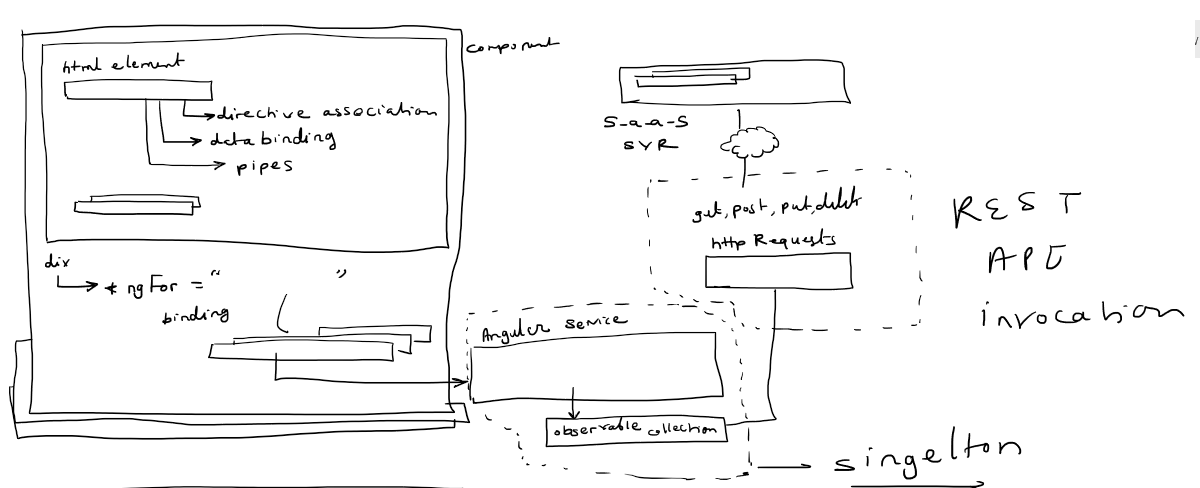 component
html element
directive association
data binding
pipes
div
* ngFor = " "
binding
S-a-a-S
SVR
get, post, put, delete
http Requests
REST
API
invocation
Angular Service
observable collection
singelton